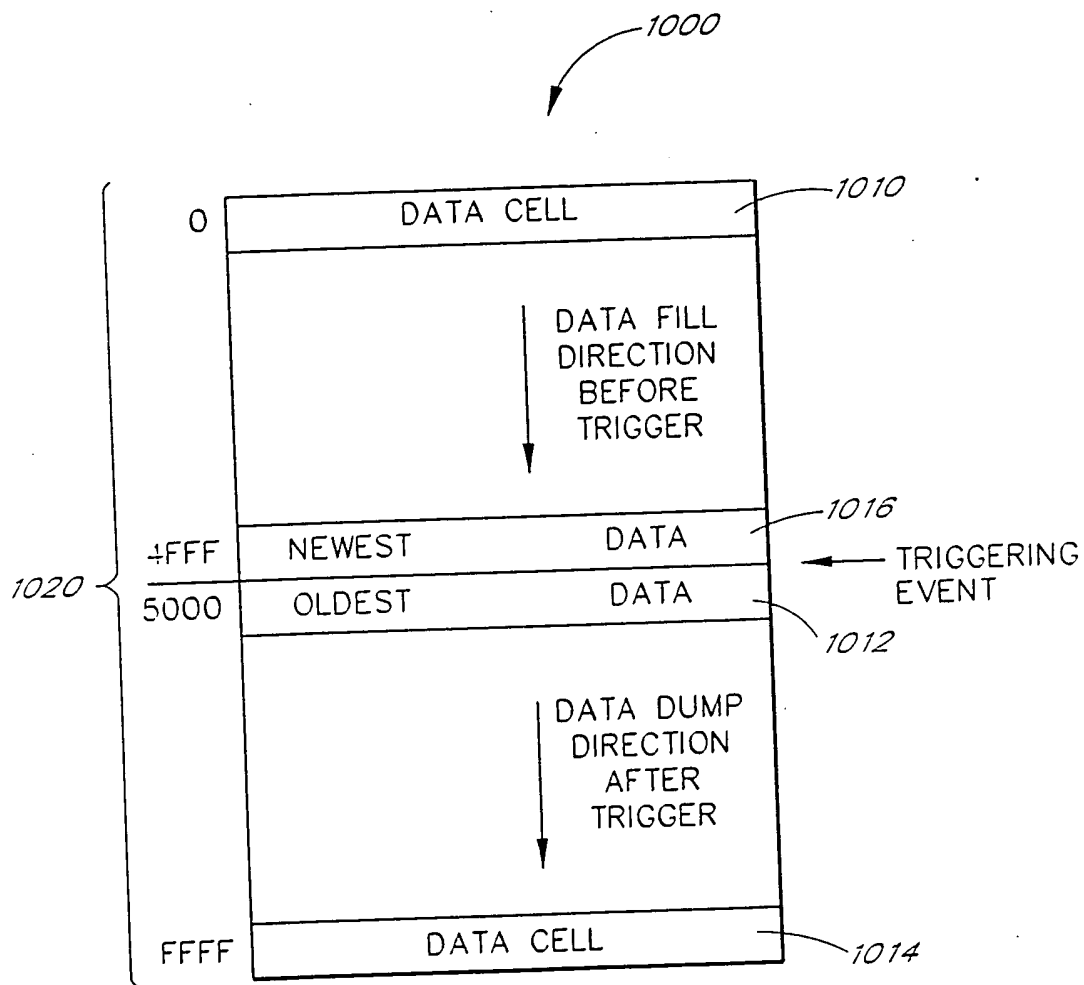 1000
1010
0 DATA CELL
DATA FILL
DIRECTION
BEFORE
TRIGGER
1016
4FFF NEWEST DATA
TRIGGERING
EVENT
1020
5000 OLDEST DATA
1012
DATA DUMP
DIRECTION
AFTER
TRIGGER
FFFF DATA CELL
1014